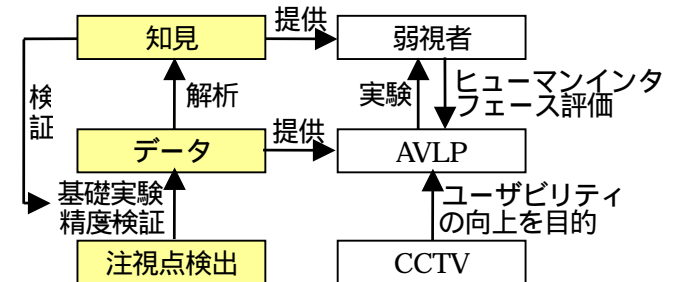 知見
提供
弱視者
検証
解析
実験
ヒューマンインタ
フェース評価
データ
提供
AVLP
基礎実験
精度検証
ユーザビリティ
の向上を目的
注視点検出
CCTV